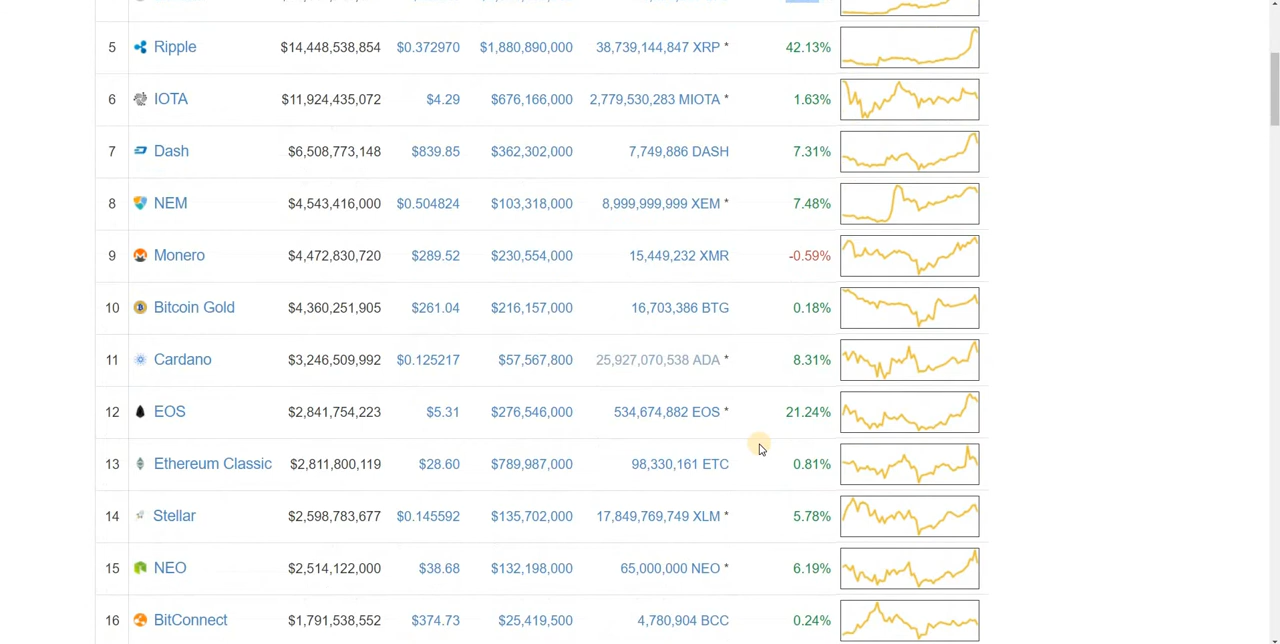 5 Ripple $14,448,538,854 $0.372970 $1,880,890,000 38,739,144,847 XRP * 42.13%
6 IOTA $11,924,435,072 $4.29 $676,166,000 2,779,530,283 MIOTA * 1.63%
7 Dash $6,508,773,148 $839.85 $362,302,000 7,749,886 DASH 7.31%
8 NEM $4,543,416,000 $0.504824 $103,318,000 8,999,999,999 XEM * 7.48%
9 Monero $4,472,830,720 $289.52 $230,554,000 15,449,232 XMR -0.59%
10 Bitcoin Gold $4,360,251,905 $261.04 $216,157,000 16,703,386 BTG 0.18%
11 Cardano $3,246,509,992 $0.125217 $57,567,800 25,927,070,538 ADA * 8.31%
12 EOS $2,841,754,223 $5.31 $276,546,000 534,674,882 EOS * 21.24%
13 Ethereum Classic $2,811,800,119 $28.60 $789,987,000 98,330,161 ETC 0.81%
14 Stellar $2,598,783,677 $0.145592 $135,702,000 17,849,769,749 XLM * 5.78%
15 NEO $2,514,122,000 $38.68 $132,198,000 65,000,000 NEO * 6.19%
16 BitConnect $1,791,538,552 $374.73 $25,419,500 4,780,904 BCC 0.24%